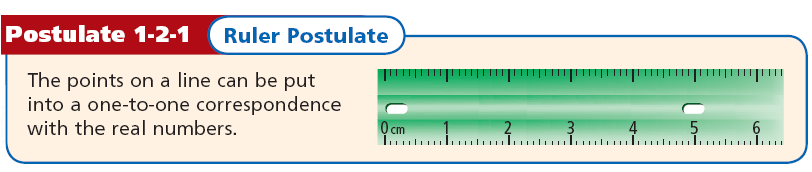 Postulate 1-2-1 Ruler Postulate
The points on a line can be put
into a one-to-one correspondence
with the real numbers.
0 cm 1 2 3 4 5 6